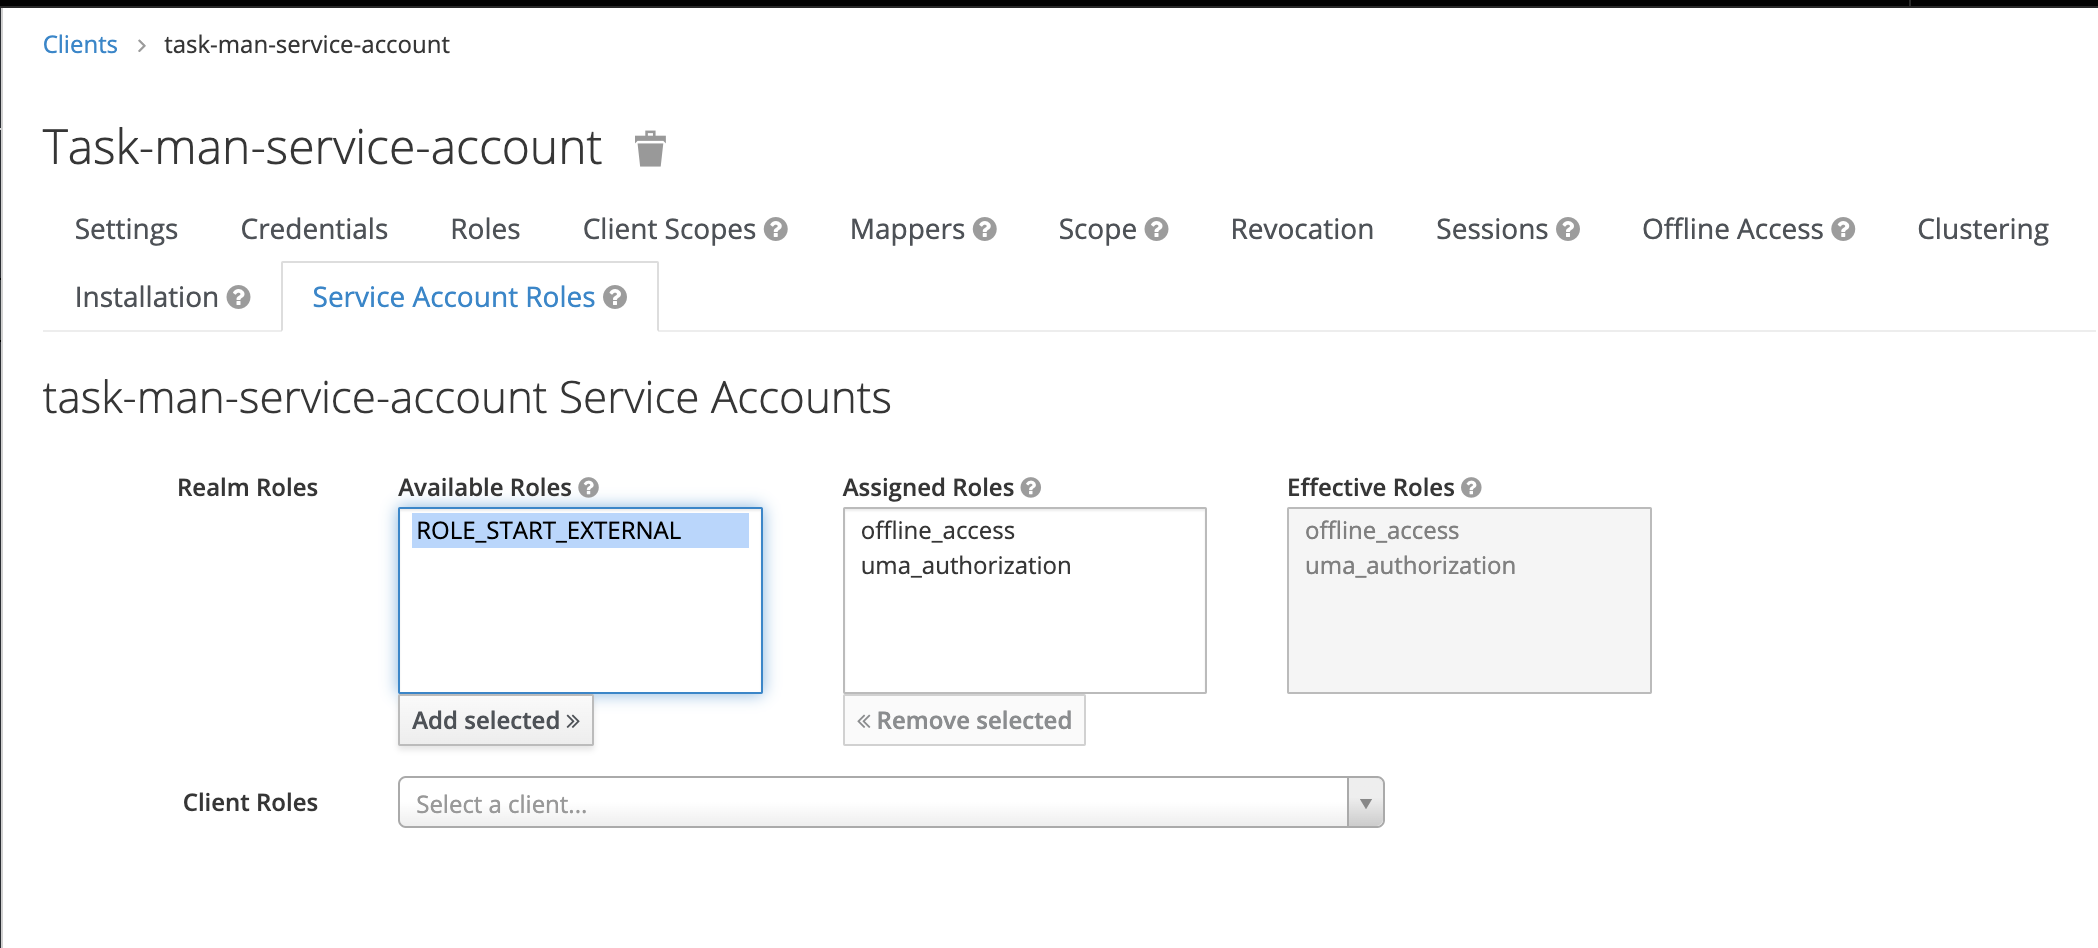 Clients > task-man-service-account
Task-man-service-account
Settings Credentials Roles Client Scopes ? Mappers ? Scope ? Revocation Sessions ? Offline Access ? Clustering
Installation ? Service Account Roles ?
task-man-service-account Service Accounts
Realm Roles Available Roles ? Assigned Roles ? Effective Roles ?
ROLE_START_EXTERNAL offline_access offline_access
uma_authorization uma_authorization
Add selected » « Remove selected
Client Roles Select a client...